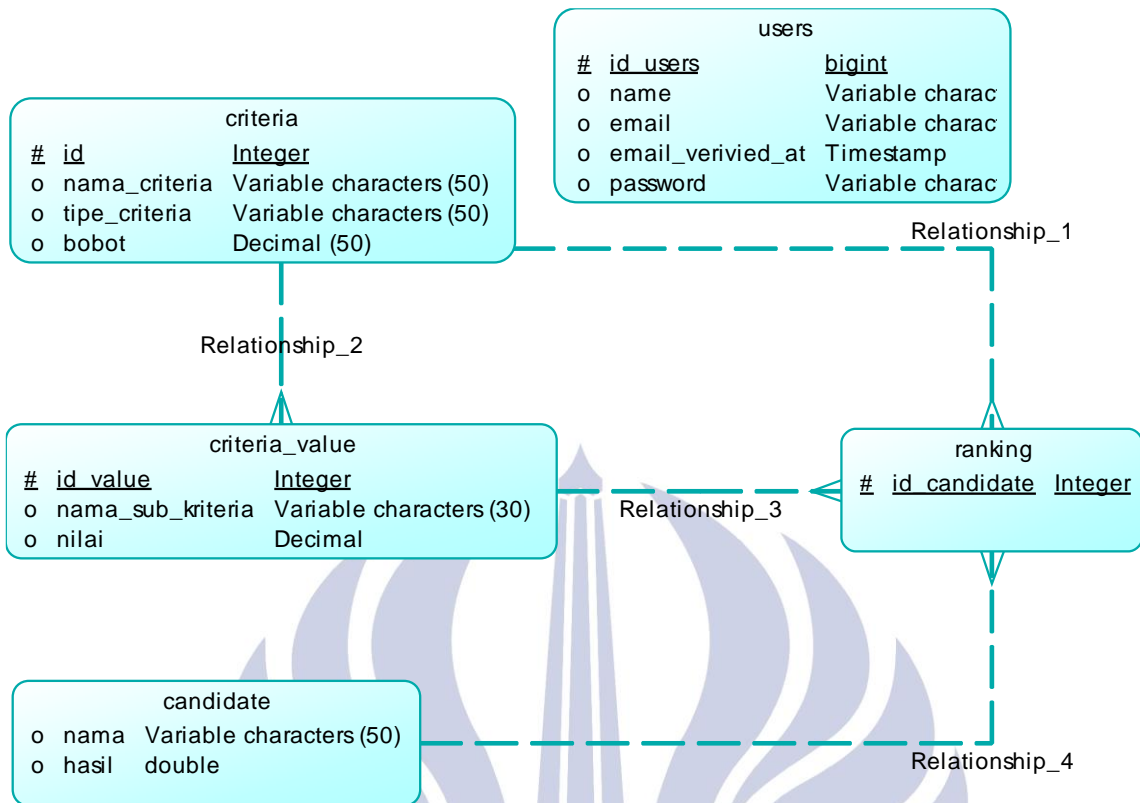 users
# id_users bigint
o name Variable charac
o email Variable charac
o email_verivied_at Timestamp
o password Variable charac
criteria
# id Integer
o nama_criteria Variable characters (50)
o tipe_criteria Variable characters (50)
o bobot Decimal (50)
Relationship_1
Relationship_2
criteria_value
# id_value Integer
o nama_sub_kriteria Variable characters (30)
o nilai Decimal
Relationship_3
ranking
# id_candidate Integer
candidate
o nama Variable characters (50)
o hasil double
Relationship_4